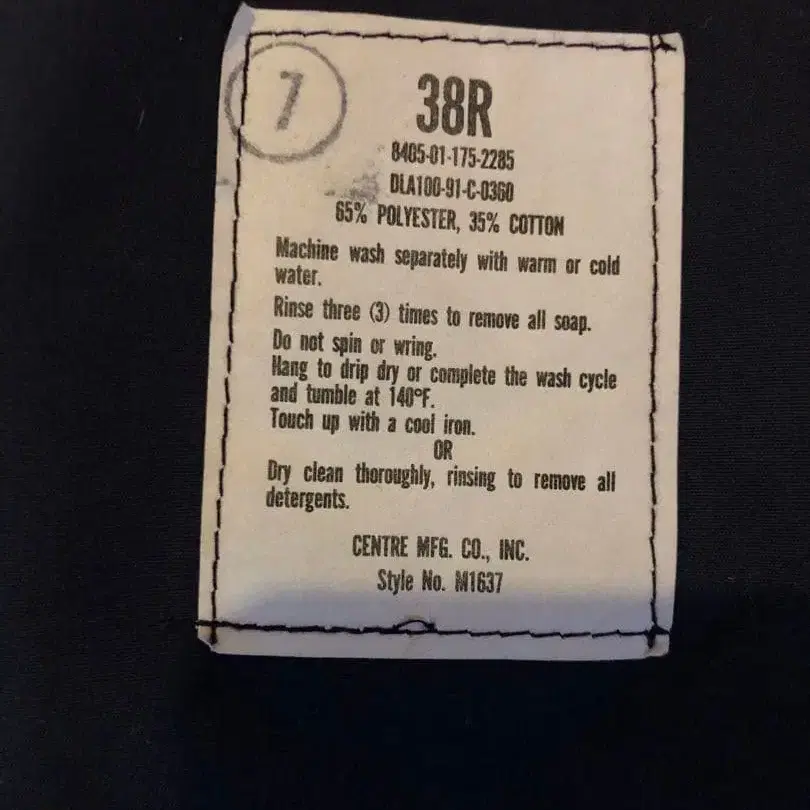 7
38R
8405-01-175-2285
DLA100-91-C-0360
65% POLYESTER, 35% COTTON
Machine wash separately with warm or cold
water.
Rinse three (3) times to remove all soap.
Do not spin or wring.
Hang to drip dry or complete the wash cycle
and tumble at 140°F.
Touch up with a cool iron.
OR
Dry clean thoroughly, rinsing to remove all
detergents.
CENTRE MFG. CO., INC.
Style No. M1637